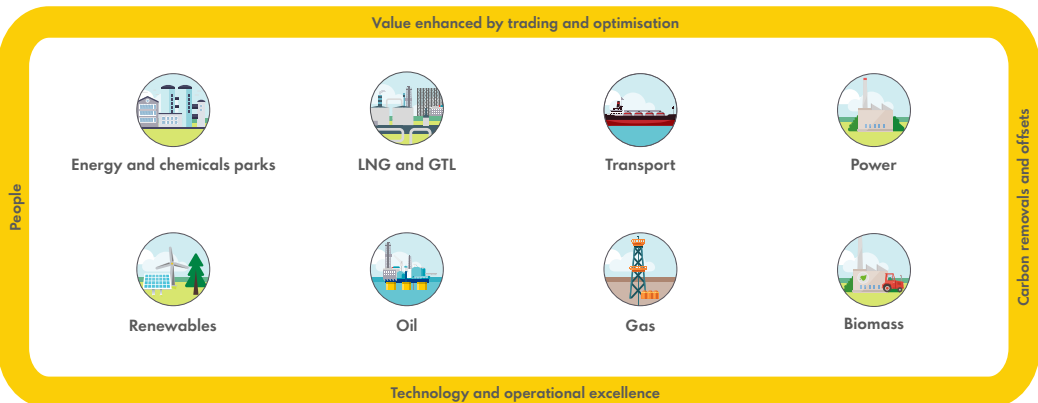 Value enhanced by trading and optimisation
Energy and chemicals parks
LNG and GTL
Transport
Power
People
Carbon removals and offsets
Renewables
Oil
Gas
Biomass
Technology and operational excellence